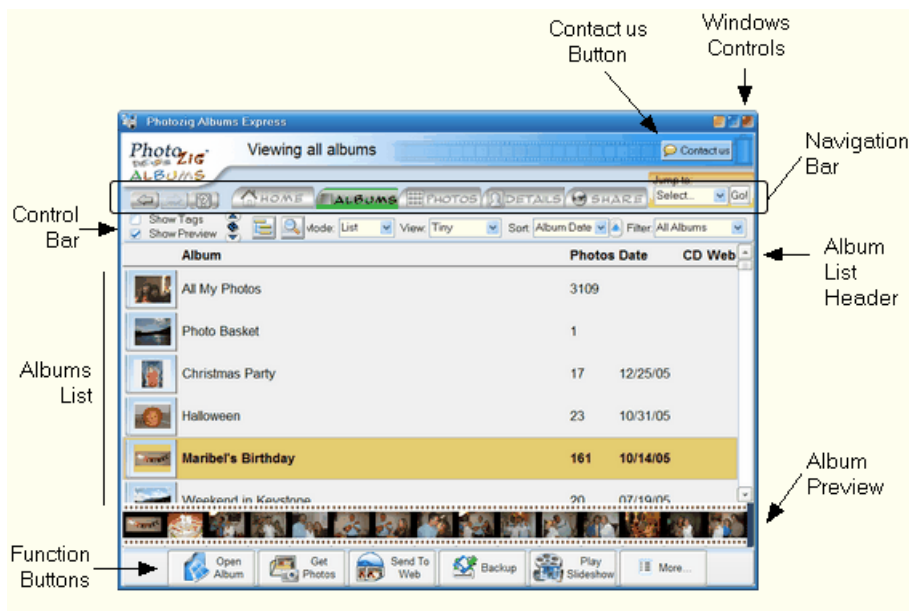 Contact us
Button
Windows
Controls
Photozig Albums Express
Photozig
ALBUMS
Viewing all albums
Contact us
Navigation
Bar
Jump to:
HOME ALBUMS PHOTOS DETAILS SHARE Select... Go!
Control
Bar
Show Tags
Show Preview
Mode: List View: Tiny Sort: Album Date Filter: All Albums
Album Photos Date CD Web
Album
List
Header
All My Photos 3109
Photo Basket 1
Albums
List
Christmas Party 17 12/25/05
Halloween 23 10/31/05
Maribel's Birthday 161 10/14/05
Weekend in Keystone 20 07/19/05
Album
Preview
Function
Buttons
Open
Album
Get
Photos
Send To
Web
Backup
Play
Slideshow
More...